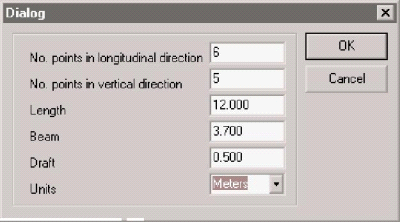 Dialog
No. points in longitudinal direction 6
No. points in vertical direction 5
Length 12.000
Beam 3.700
Draft 0.500
Units Meters
OK
Cancel